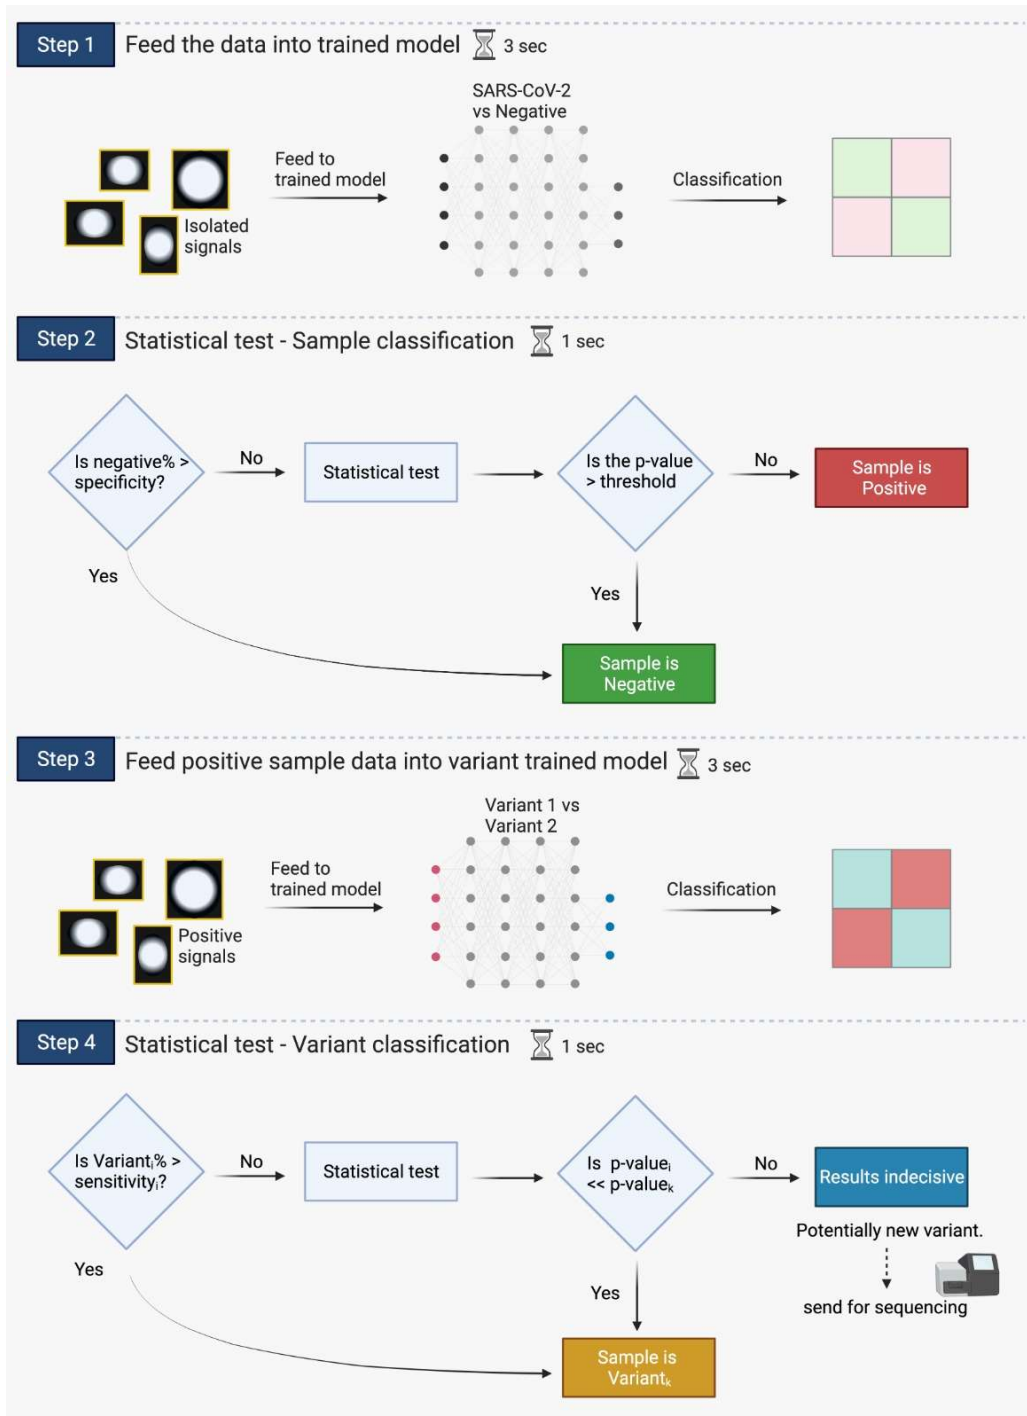 Step 1
Feed the data into trained model
3 sec
SARS-CoV-2
vs Negative
Feed to
trained model
Isolated
signals
Classification
Step 2
Statistical test - Sample classification
1 sec
Is negative% >
specificity?
No
Statistical test
Is the p-value
> threshold
No
Sample is
Positive
Yes
Yes
Sample is
Negative
Step 3
Feed positive sample data into variant trained model
3 sec
Variant 1 vs
Variant 2
Feed to
trained model
Positive
signals
Classification
Step 4
Statistical test - Variant classification
1 sec
Is Variantᵢ% >
sensitivityᵢ?
No
Statistical test
Is p-valueᵢ
<< p-valueₖ
No
Results indecisive
Potentially new variant.
send for sequencing
Yes
Yes
Sample is
Variantₖ